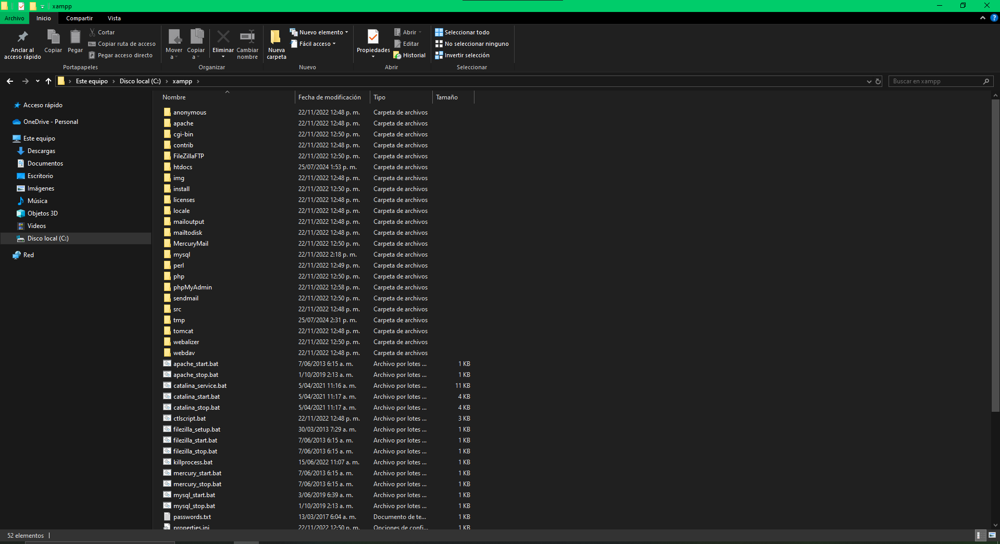 xampp
Archivo Inicio Compartir Vista
Anclar al acceso rápido
Copiar
Pegar
Cortar
Copiar ruta de acceso
Pegar acceso directo
Portapapeles
Mover a
Copiar a
Eliminar
Cambiar nombre
Organizar
Nueva carpeta
Nuevo elemento
Fácil acceso
Nuevo
Propiedades
Abrir
Editar
Historial
Abrir
Seleccionar todo
No seleccionar ninguno
Invertir selección
Seleccionar
Este equipo › Disco local (C:) › xampp ›
Buscar en xampp
Acceso rápido
OneDrive - Personal
Este equipo
Descargas
Documentos
Escritorio
Imágenes
Música
Objetos 3D
Videos
Disco local (C:)
Red
Nombre Fecha de modificación Tipo Tamaño
anonymous 22/11/2022 12:48 p. m. Carpeta de archivos
apache 22/11/2022 12:48 p. m. Carpeta de archivos
cgi-bin 22/11/2022 12:50 p. m. Carpeta de archivos
contrib 22/11/2022 12:48 p. m. Carpeta de archivos
FileZillaFTP 22/11/2022 12:50 p. m. Carpeta de archivos
htdocs 25/07/2024 1:53 p. m. Carpeta de archivos
img 22/11/2022 12:48 p. m. Carpeta de archivos
install 22/11/2022 12:50 p. m. Carpeta de archivos
licenses 22/11/2022 12:48 p. m. Carpeta de archivos
locale 22/11/2022 12:48 p. m. Carpeta de archivos
mailoutput 22/11/2022 12:48 p. m. Carpeta de archivos
mailtodisk 22/11/2022 12:48 p. m. Carpeta de archivos
MercuryMail 22/11/2022 12:50 p. m. Carpeta de archivos
mysql 22/11/2022 2:18 p. m. Carpeta de archivos
perl 22/11/2022 12:49 p. m. Carpeta de archivos
php 22/11/2022 12:50 p. m. Carpeta de archivos
phpMyAdmin 22/11/2022 12:58 p. m. Carpeta de archivos
sendmail 22/11/2022 12:50 p. m. Carpeta de archivos
src 22/11/2022 12:48 p. m. Carpeta de archivos
tmp 25/07/2024 2:31 p. m. Carpeta de archivos
tomcat 22/11/2022 12:48 p. m. Carpeta de archivos
webalizer 22/11/2022 12:50 p. m. Carpeta de archivos
webdav 22/11/2022 12:48 p. m. Carpeta de archivos
apache_start.bat 7/06/2013 6:15 a. m. Archivo por lotes ... 1 KB
apache_stop.bat 1/10/2019 2:13 a. m. Archivo por lotes ... 1 KB
catalina_service.bat 5/04/2021 11:16 a. m. Archivo por lotes ... 11 KB
catalina_start.bat 5/04/2021 11:17 a. m. Archivo por lotes ... 4 KB
catalina_stop.bat 5/04/2021 11:17 a. m. Archivo por lotes ... 4 KB
ctlscript.bat 22/11/2022 12:48 p. m. Archivo por lotes ... 3 KB
filezilla_setup.bat 30/03/2013 7:29 a. m. Archivo por lotes ... 1 KB
filezilla_start.bat 7/06/2013 6:15 a. m. Archivo por lotes ... 1 KB
filezilla_stop.bat 7/06/2013 6:15 a. m. Archivo por lotes ... 1 KB
killprocess.bat 15/06/2022 11:07 a. m. Archivo por lotes ... 1 KB
mercury_start.bat 7/06/2013 6:15 a. m. Archivo por lotes ... 1 KB
mercury_stop.bat 7/06/2013 6:15 a. m. Archivo por lotes ... 1 KB
mysql_start.bat 3/06/2019 6:39 a. m. Archivo por lotes ... 1 KB
mysql_stop.bat 1/10/2019 2:13 a. m. Archivo por lotes ... 1 KB
passwords.txt 13/03/2017 6:04 a. m. Documento de te... 1 KB
properties.ini 22/11/2022 12:50 p. m. Opciones de confi... 1 KB
52 elementos